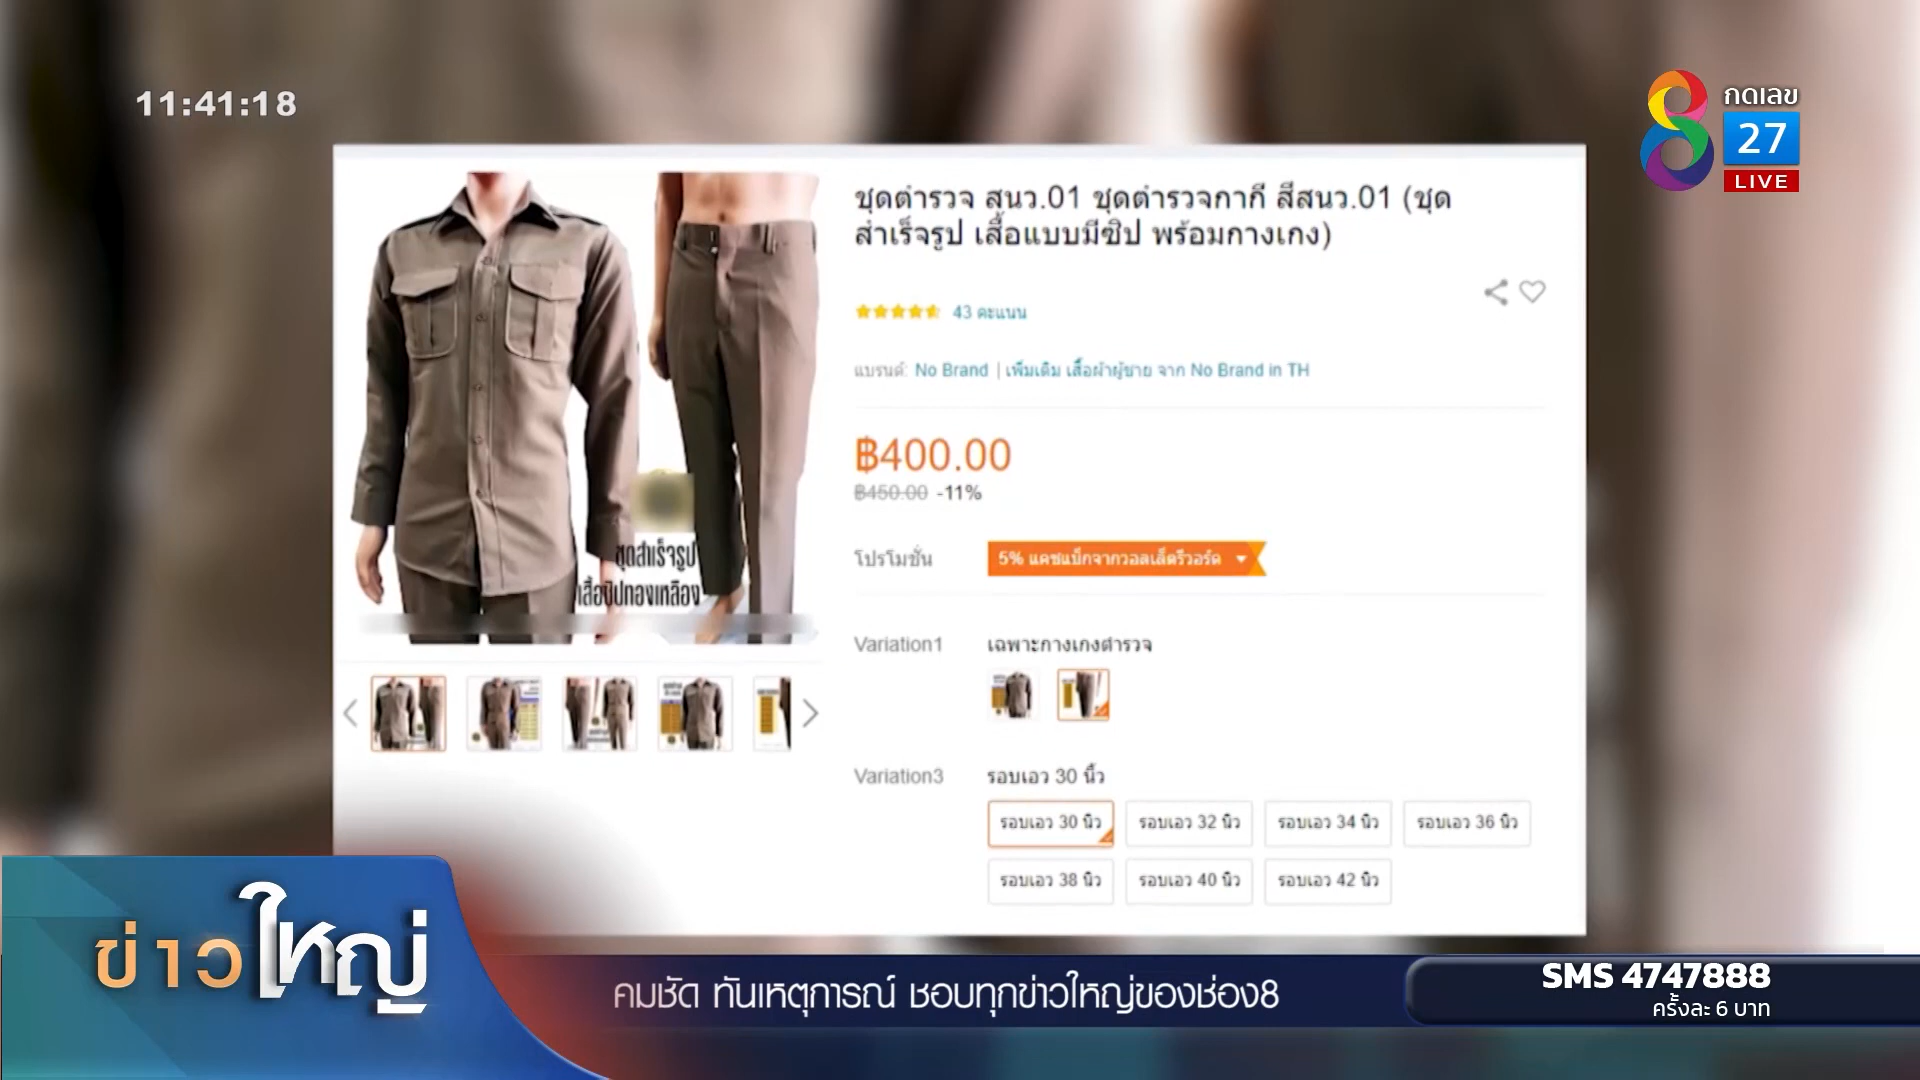 11:41:18
กดเลข
27
LIVE
ชุดตำรวจ สนว.01 ชุดตำรวจกากี สีสนว.01 (ชุด
สำเร็จรูป เสื้อแบบมีซิป พร้อมกางเกง)
43 คะแนน
แบรนด์: No Brand | เพิ่มเติม เสื้อผ้าผู้ชาย จาก No Brand in TH
฿400.00
฿450.00 -11%
โปรโมชั่น
5% แคชแบ็กจากวอลเล็ตรีวอร์ด
ชุดสำเร็จรูป
เสื้อซิปทองเหลือง
Variation1
เฉพาะกางเกงตำรวจ
Variation3
รอบเอว 30 นิ้ว
รอบเอว 30 นิ้ว
รอบเอว 32 นิ้ว
รอบเอว 34 นิ้ว
รอบเอว 36 นิ้ว
รอบเอว 38 นิ้ว
รอบเอว 40 นิ้ว
รอบเอว 42 นิ้ว
ข่าวใหญ่
คมชัด ทันเหตุการณ์ ชอบทุกข่าวใหญ่ของช่อง8
SMS 4747888
ครั้งละ 6 บาท